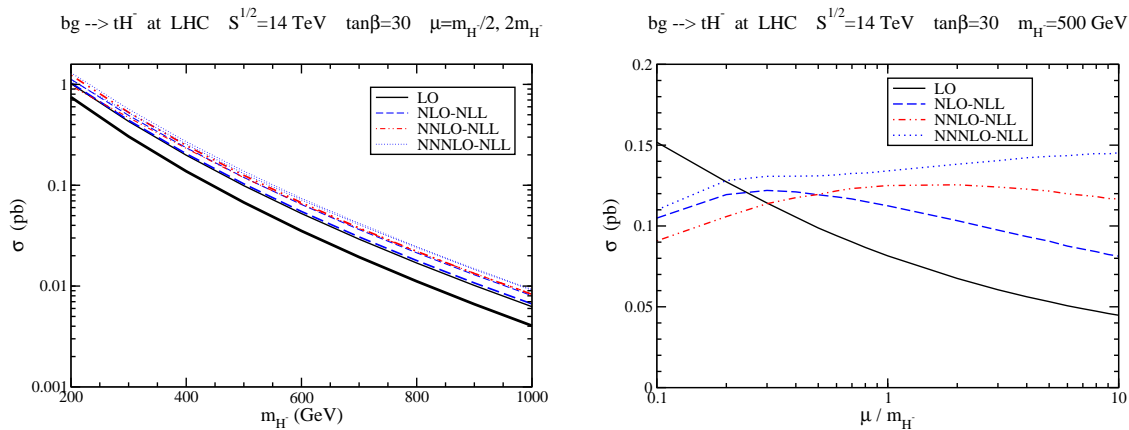 bg --> tH⁻ at LHC S^1/2=14 TeV tanβ=30 μ=m_H⁻/2, 2m_H⁻
1
0.1
0.01
0.001
σ (pb)
LO
NLO-NLL
NNLO-NLL
NNNLO-NLL
200
400
600
800
1000
m_H⁻ (GeV)
bg --> tH⁻ at LHC S^1/2=14 TeV tanβ=30 m_H⁻=500 GeV
0.2
0.15
0.1
0.05
0
σ (pb)
LO
NLO-NLL
NNLO-NLL
NNNLO-NLL
0.1
1
10
μ / m_H⁻